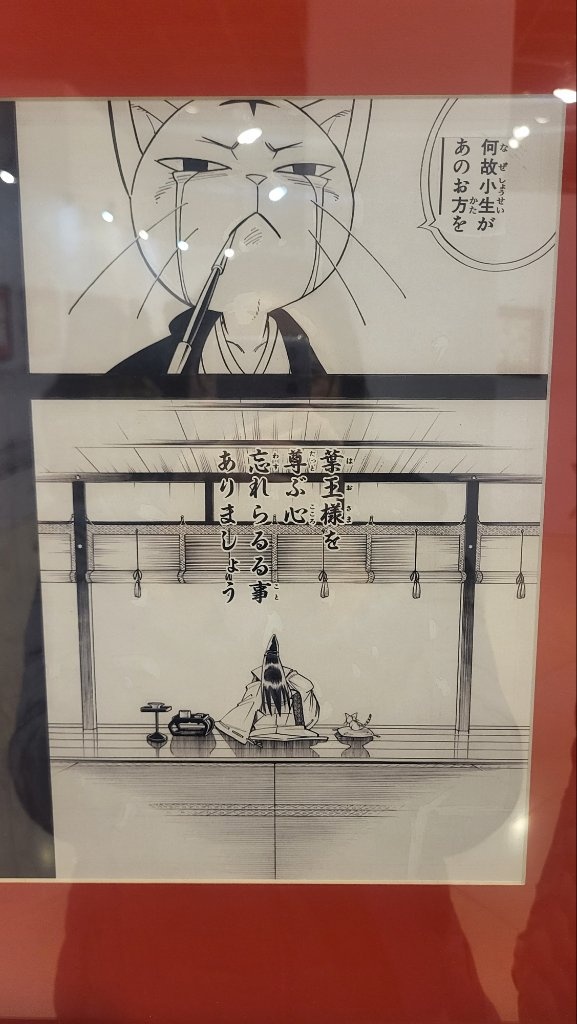 何故小生が
あのお方を
葉王様を
尊ぶ心
忘れらるる事
ありましょう